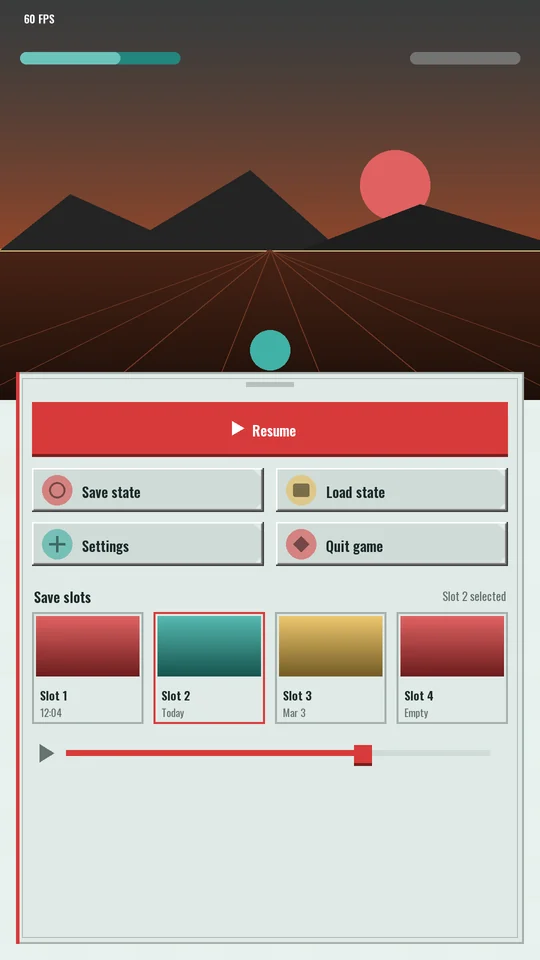 60 FPS
Resume
Save state
Load state
Settings
Quit game
Save slots
Slot 2 selected
Slot 1
12:04
Slot 2
Today
Slot 3
Mar 3
Slot 4
Empty